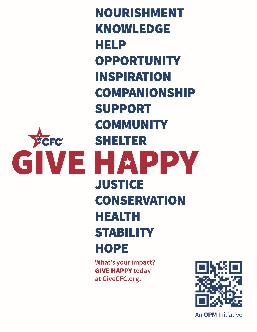 NOURISHMENT
KNOWLEDGE
HELP
OPPORTUNITY
INSPIRATION
COMPANIONSHIP
SUPPORT
COMMUNITY
SHELTER
CFC
GIVE HAPPY
JUSTICE
CONSERVATION
HEALTH
STABILITY
HOPE
What's your impact?
GIVE HAPPY today
at GiveCFC.org.
An OPM Initiative